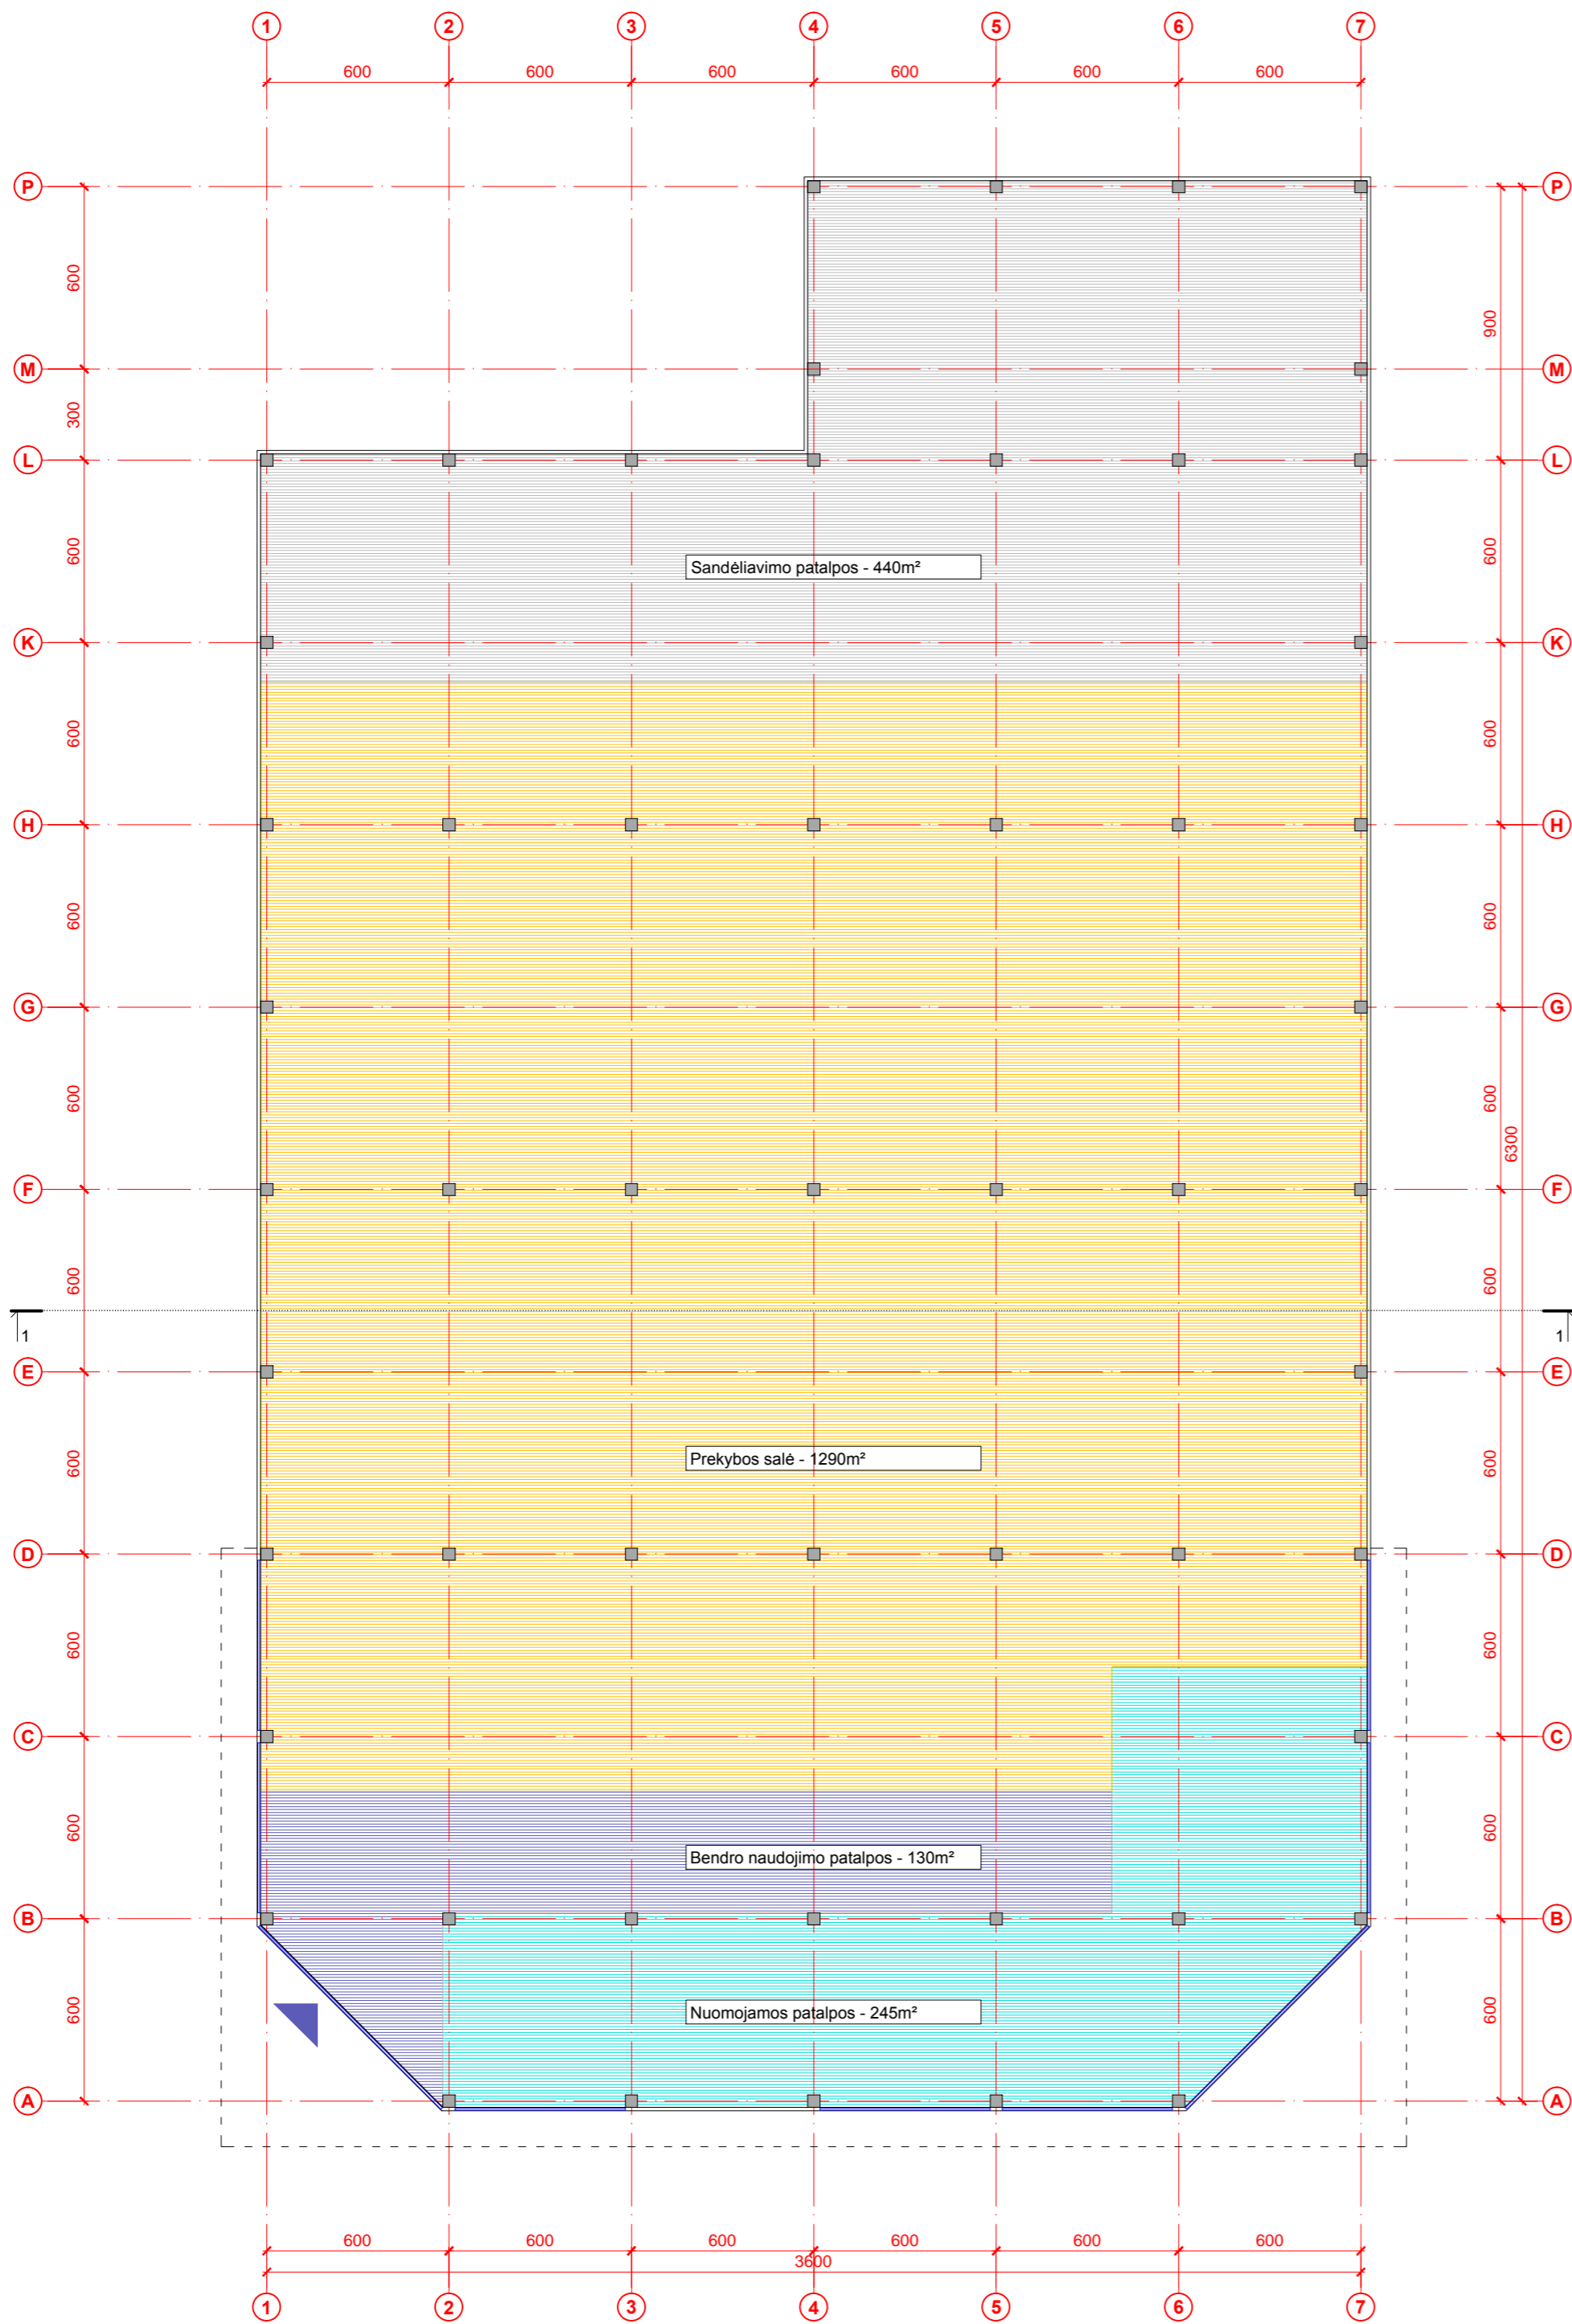 1 2 3 4 5 6 7
600 600 600 600 600 600
P P
600 900
M M
300
L L
600 600
Sandėliavimo patalpos - 440m²
K K
600 600
H H
600 600
G G
600 600
6300
F F
600 600
1 1
E E
600 600
Prekybos salė - 1290m²
D D
600 600
C C
600 600
Bendro naudojimo patalpos - 130m²
B B
600 600
Nuomojamos patalpos - 245m²
A A
600 600 600 600 600 600
3600
1 2 3 4 5 6 7